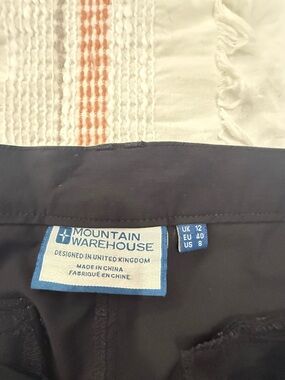 MOUNTAIN
WAREHOUSE
DESIGNED IN UNITED KINGDOM
MADE IN CHINA
FABRIQUÉ EN CHINE
UK 12
EU 40
US 8